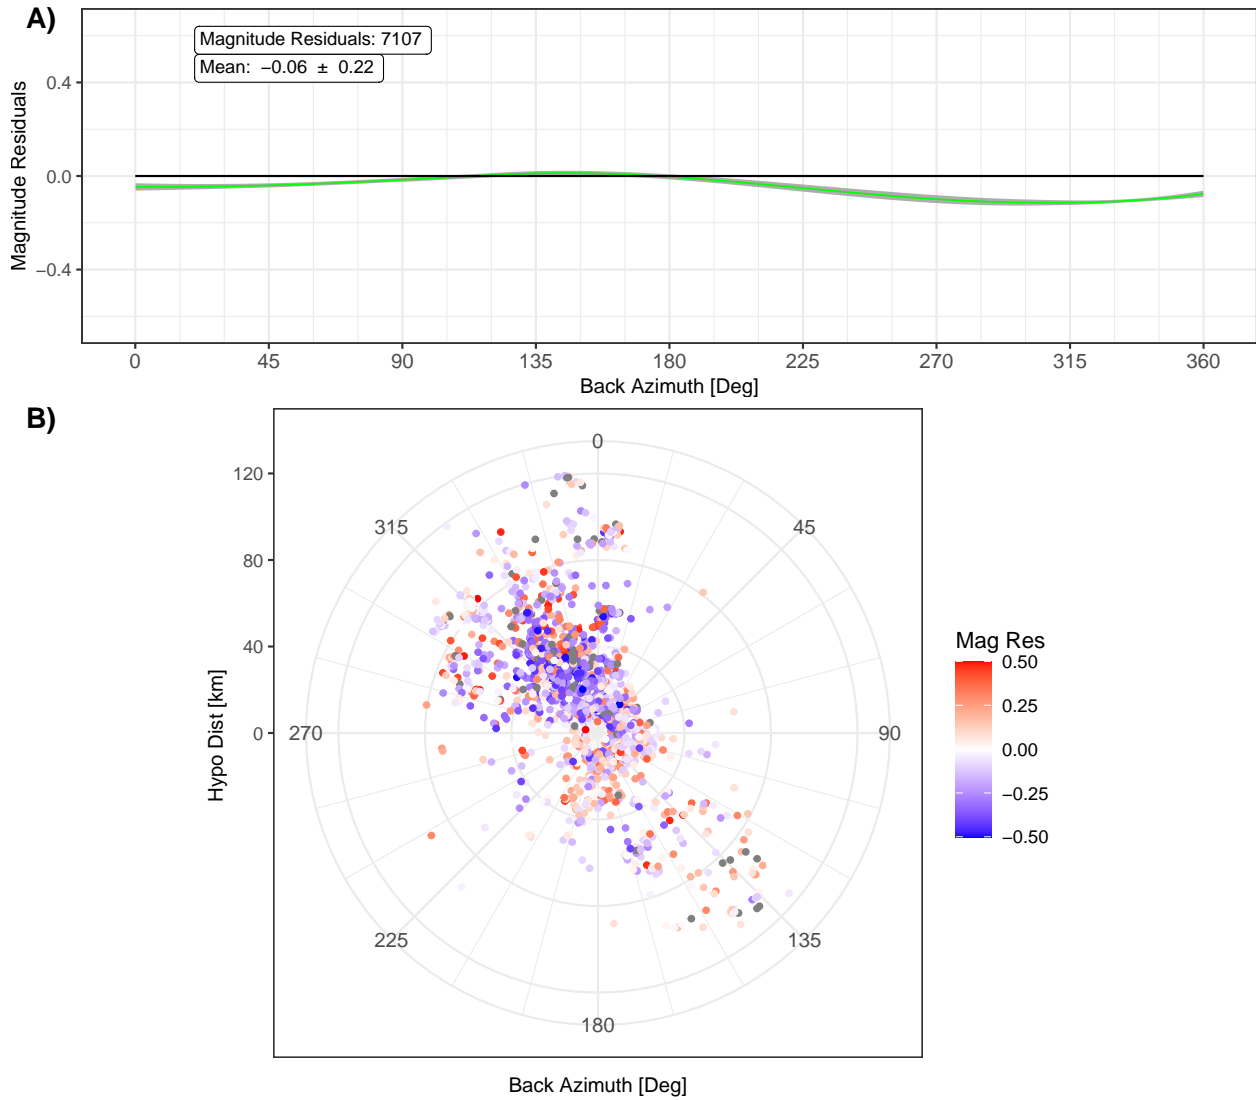 A)
Magnitude Residuals: 7107
Mean: −0.06 ± 0.22
Magnitude Residuals
0.4
0.0
−0.4
0 45 90 135 180 225 270 315 360
Back Azimuth [Deg]
B)
Hypo Dist [km]
120
80
40
0
0
45
90
135
180
225
270
315
Back Azimuth [Deg]
Mag Res
0.50
0.25
0.00
−0.25
−0.50